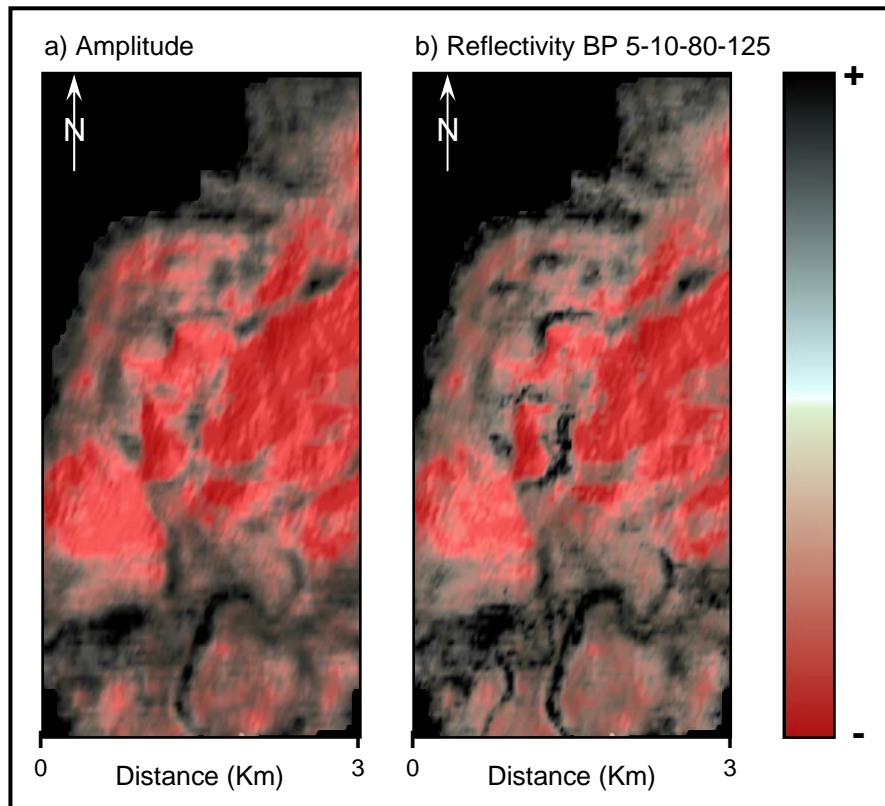 a) Amplitude
b) Reflectivity BP 5-10-80-125
N
N
+
-
0
3
0
3
Distance (Km)
Distance (Km)